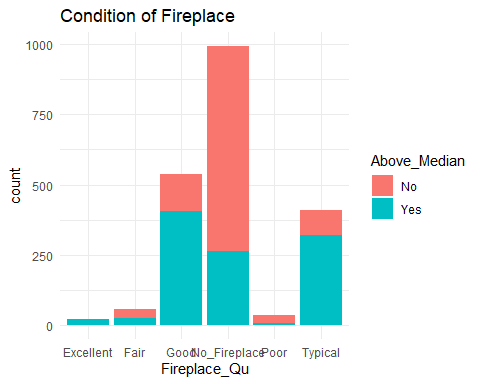 Condition of Fireplace
1000
750
500
250
0
count
Excellent Fair Good No_Fireplace Poor Typical
Fireplace_Qu
Above_Median
No
Yes